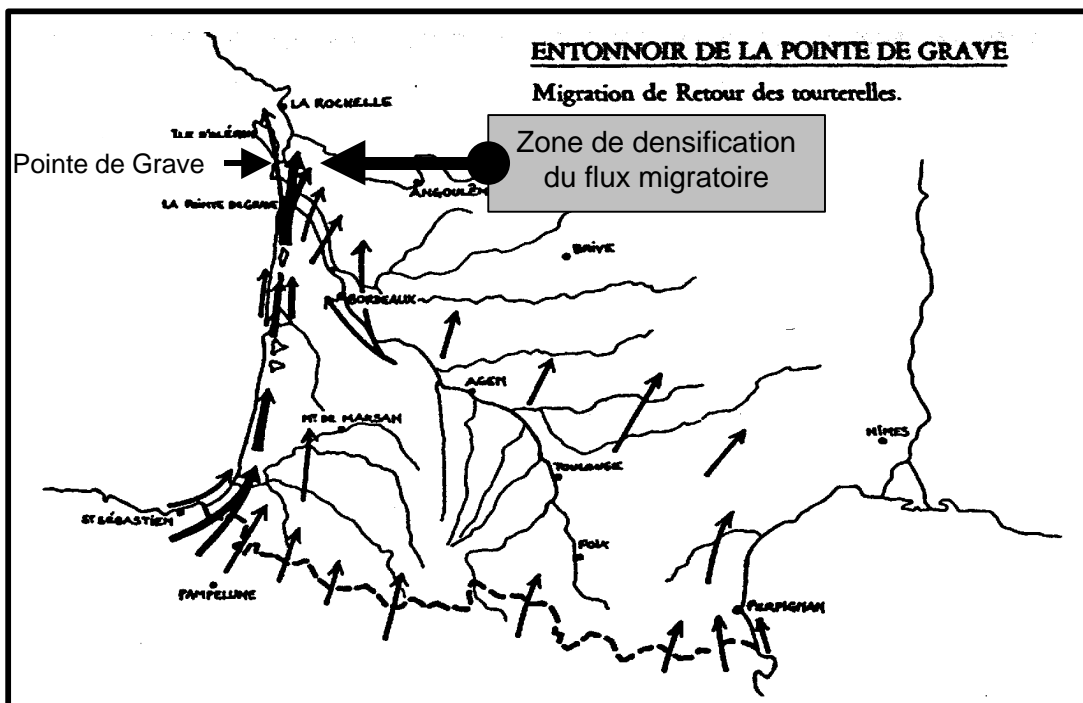 ENTONNOIR DE LA POINTE DE GRAVE
Migration de Retour des tourterelles.
LA ROCHELLE
ILE D'OLÉRON
Pointe de Grave
Zone de densification
du flux migratoire
ANGOULÊM
LA POINTE DE GRAVE
BRIVE
BORDEAUX
AGEN
MT. DE MARSAN
NÎMES
TOULOUSE
ST SÉBASTIEN
FOIX
PAMPELUNE
PERPIGNAN